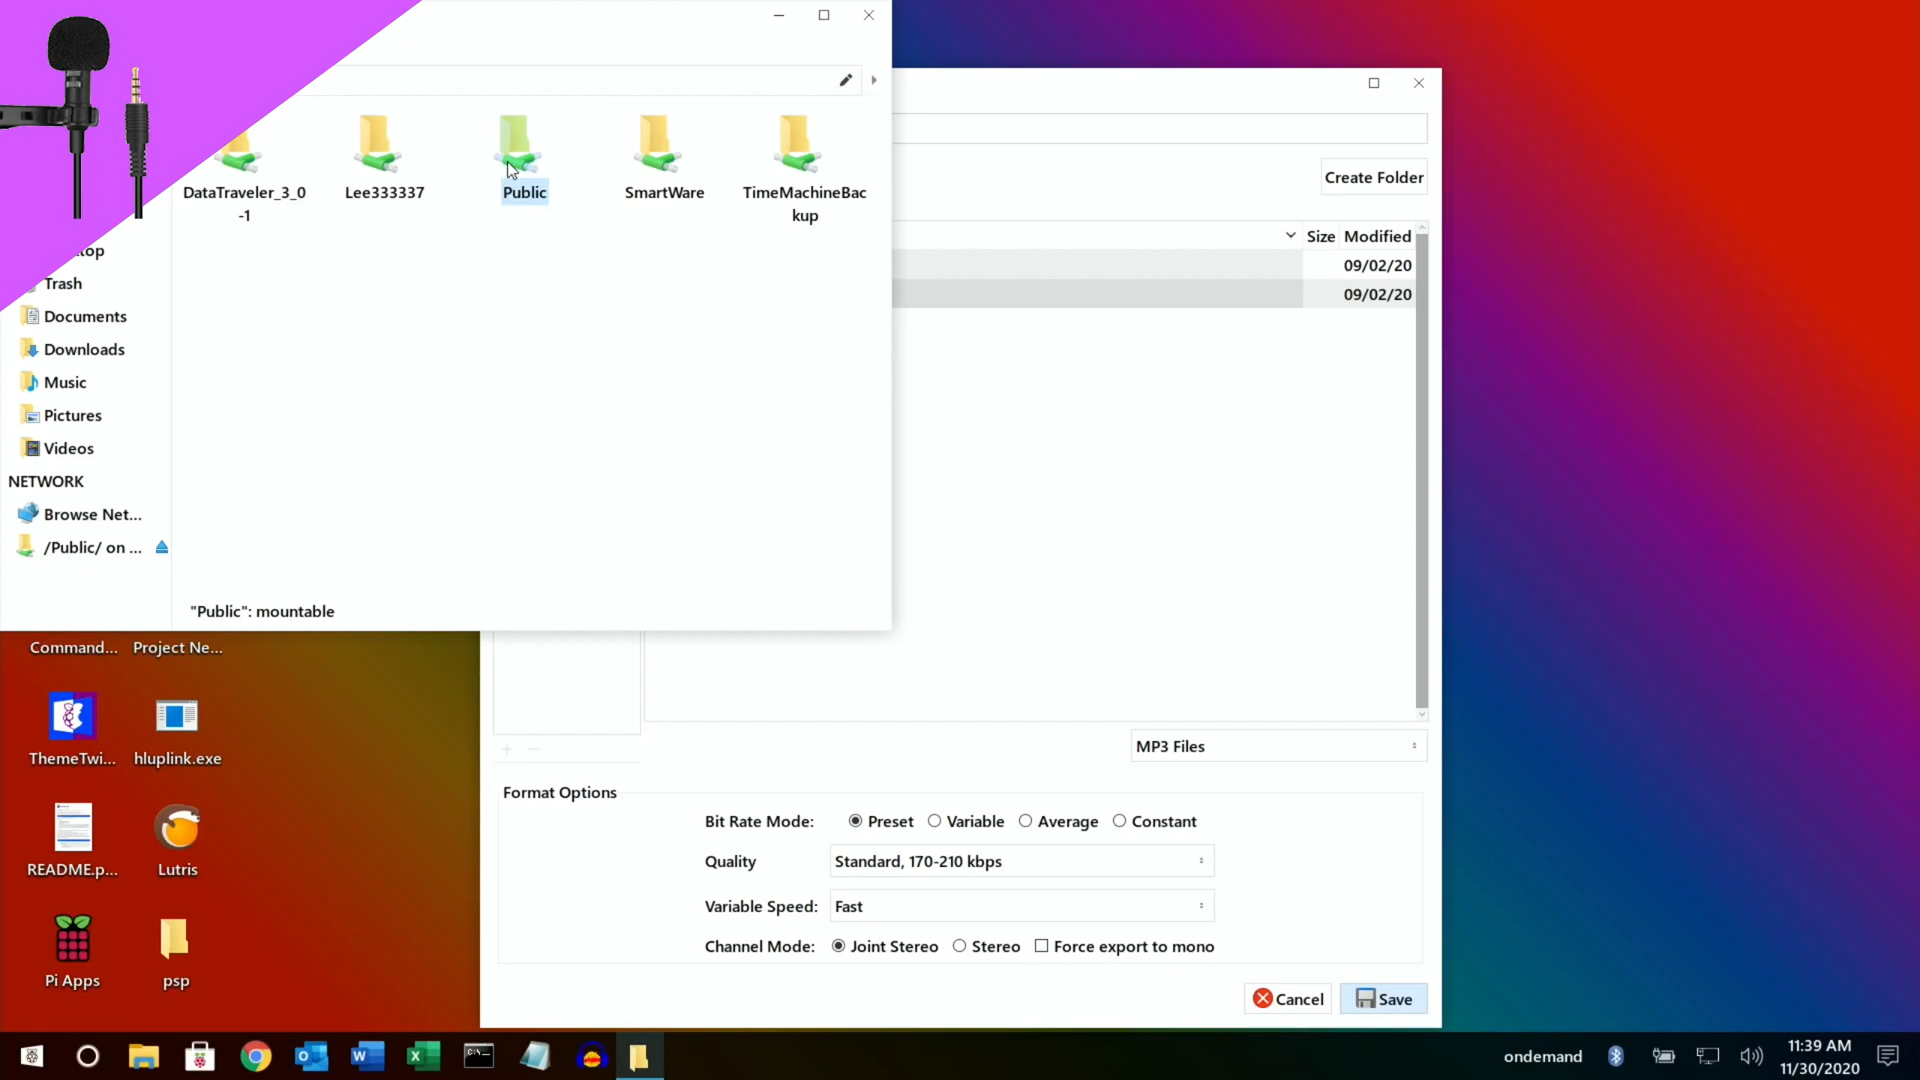 DataTraveler_3_0
-1
Lee333337
Public
SmartWare
TimeMachineBac
kup
top
Trash
Documents
Downloads
Music
Pictures
Videos
NETWORK
Browse Net...
/Public/ on ...
"Public": mountable
Create Folder
Size Modified
09/02/20
09/02/20
MP3 Files
Format Options
Bit Rate Mode: Preset Variable Average Constant
Quality Standard, 170-210 kbps
Variable Speed: Fast
Channel Mode: Joint Stereo Stereo Force export to mono
Cancel Save
Command... Project Ne...
ThemeTwi... hluplink.exe
README.p... Lutris
Pi Apps psp
ondemand
11:39 AM
11/30/2020